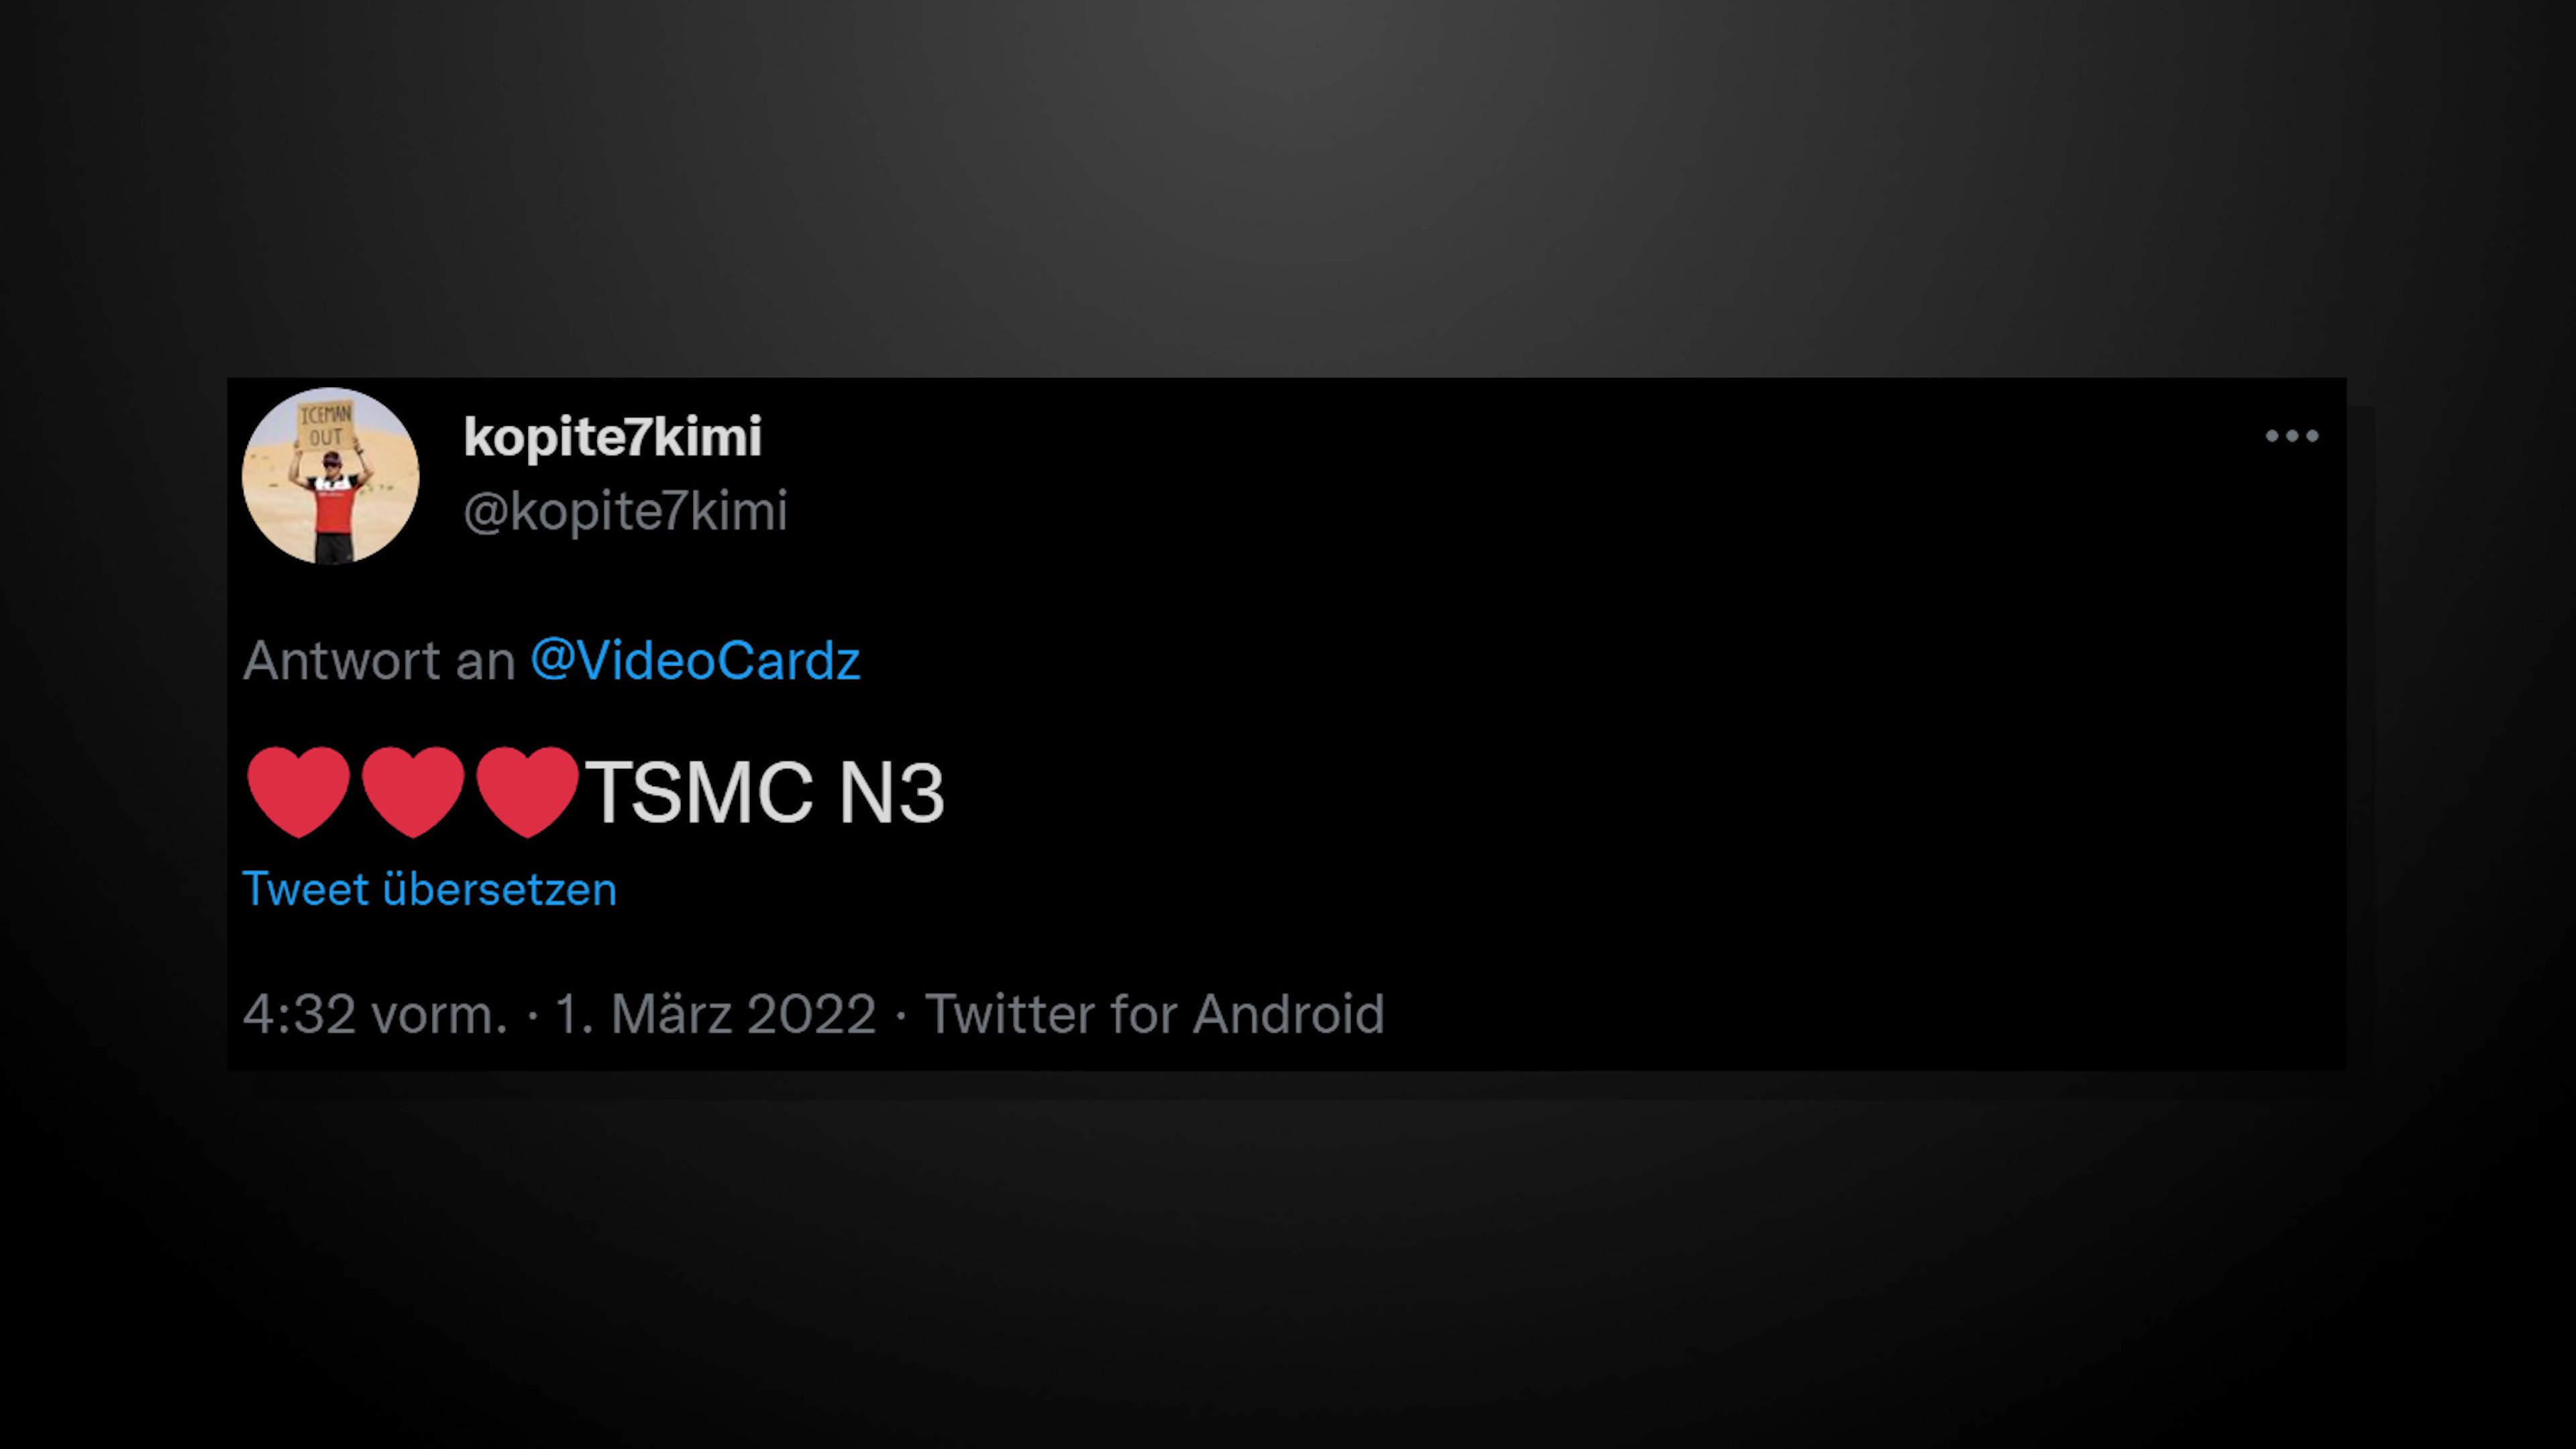 ICEMAN
OUT
kopite7kimi
@kopite7kimi
Antwort an @VideoCardz
❤️❤️❤️TSMC N3
Tweet übersetzen
4:32 vorm. · 1. März 2022 · Twitter for Android